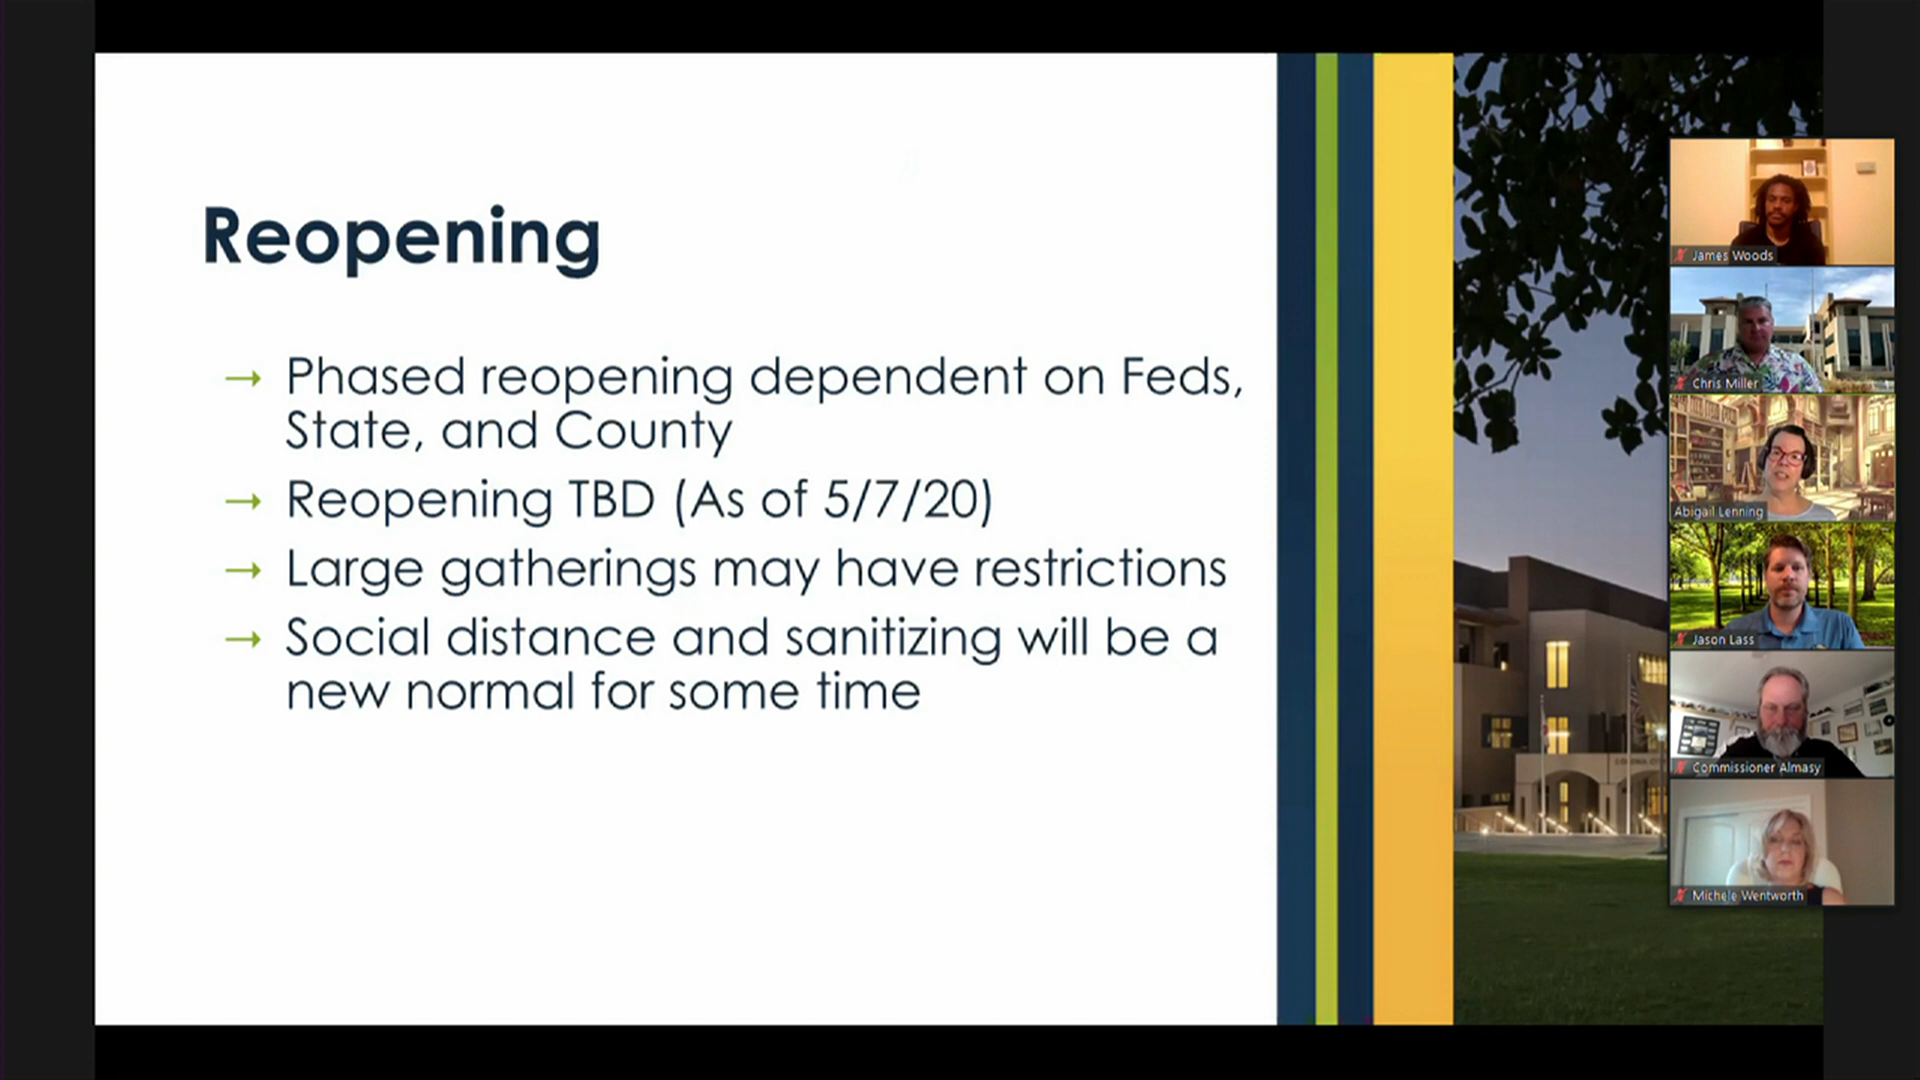 Reopening
→ Phased reopening dependent on Feds,
State, and County
→ Reopening TBD (As of 5/7/20)
→ Large gatherings may have restrictions
→ Social distance and sanitizing will be a
new normal for some time
James Woods
Chris Miller
Abigail Lenning
Jason Lass
Commissioner Almasy
Michele Wentworth